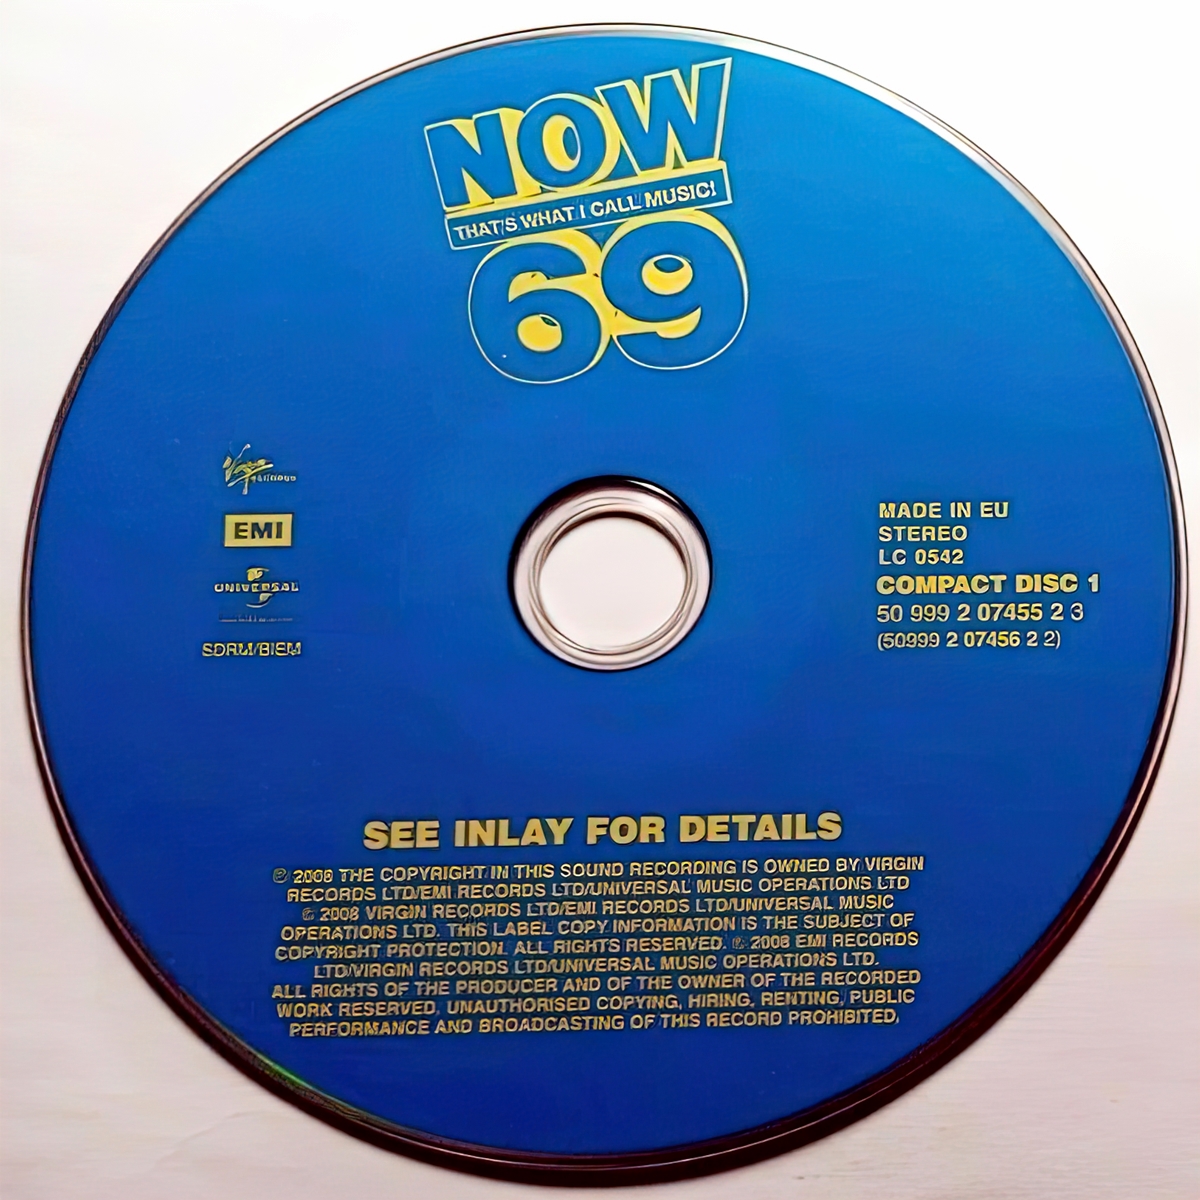 NOW
THAT'S WHAT I CALL MUSIC!
69
Virgin
EMI
UNIVERSAL
SDRM/BIEM
MADE IN EU
STEREO
LC 0542
COMPACT DISC 1
50 999 2 07455 2 3
(50999 2 07456 2 2)
SEE INLAY FOR DETAILS
℗ 2008 THE COPYRIGHT IN THIS SOUND RECORDING IS OWNED BY VIRGIN
RECORDS LTD/EMI RECORDS LTD/UNIVERSAL MUSIC OPERATIONS LTD
© 2008 VIRGIN RECORDS LTD/EMI RECORDS LTD/UNIVERSAL MUSIC
OPERATIONS LTD. THIS LABEL COPY INFORMATION IS THE SUBJECT OF
COPYRIGHT PROTECTION. ALL RIGHTS RESERVED. © 2008 EMI RECORDS
LTD/VIRGIN RECORDS LTD/UNIVERSAL MUSIC OPERATIONS LTD.
ALL RIGHTS OF THE PRODUCER AND OF THE OWNER OF THE RECORDED
WORK RESERVED. UNAUTHORISED COPYING, HIRING, RENTING, PUBLIC
PERFORMANCE AND BROADCASTING OF THIS RECORD PROHIBITED.